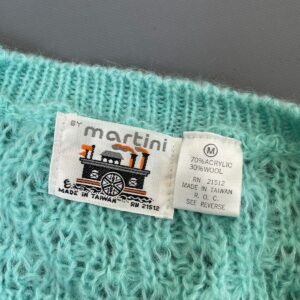 BY martini
MADE IN TAIWAN RN 21512
M
70% ACRYLIC
30% WOOL
RN 21512
MADE IN TAIWAN
R. O. C.
SEE REVERSE